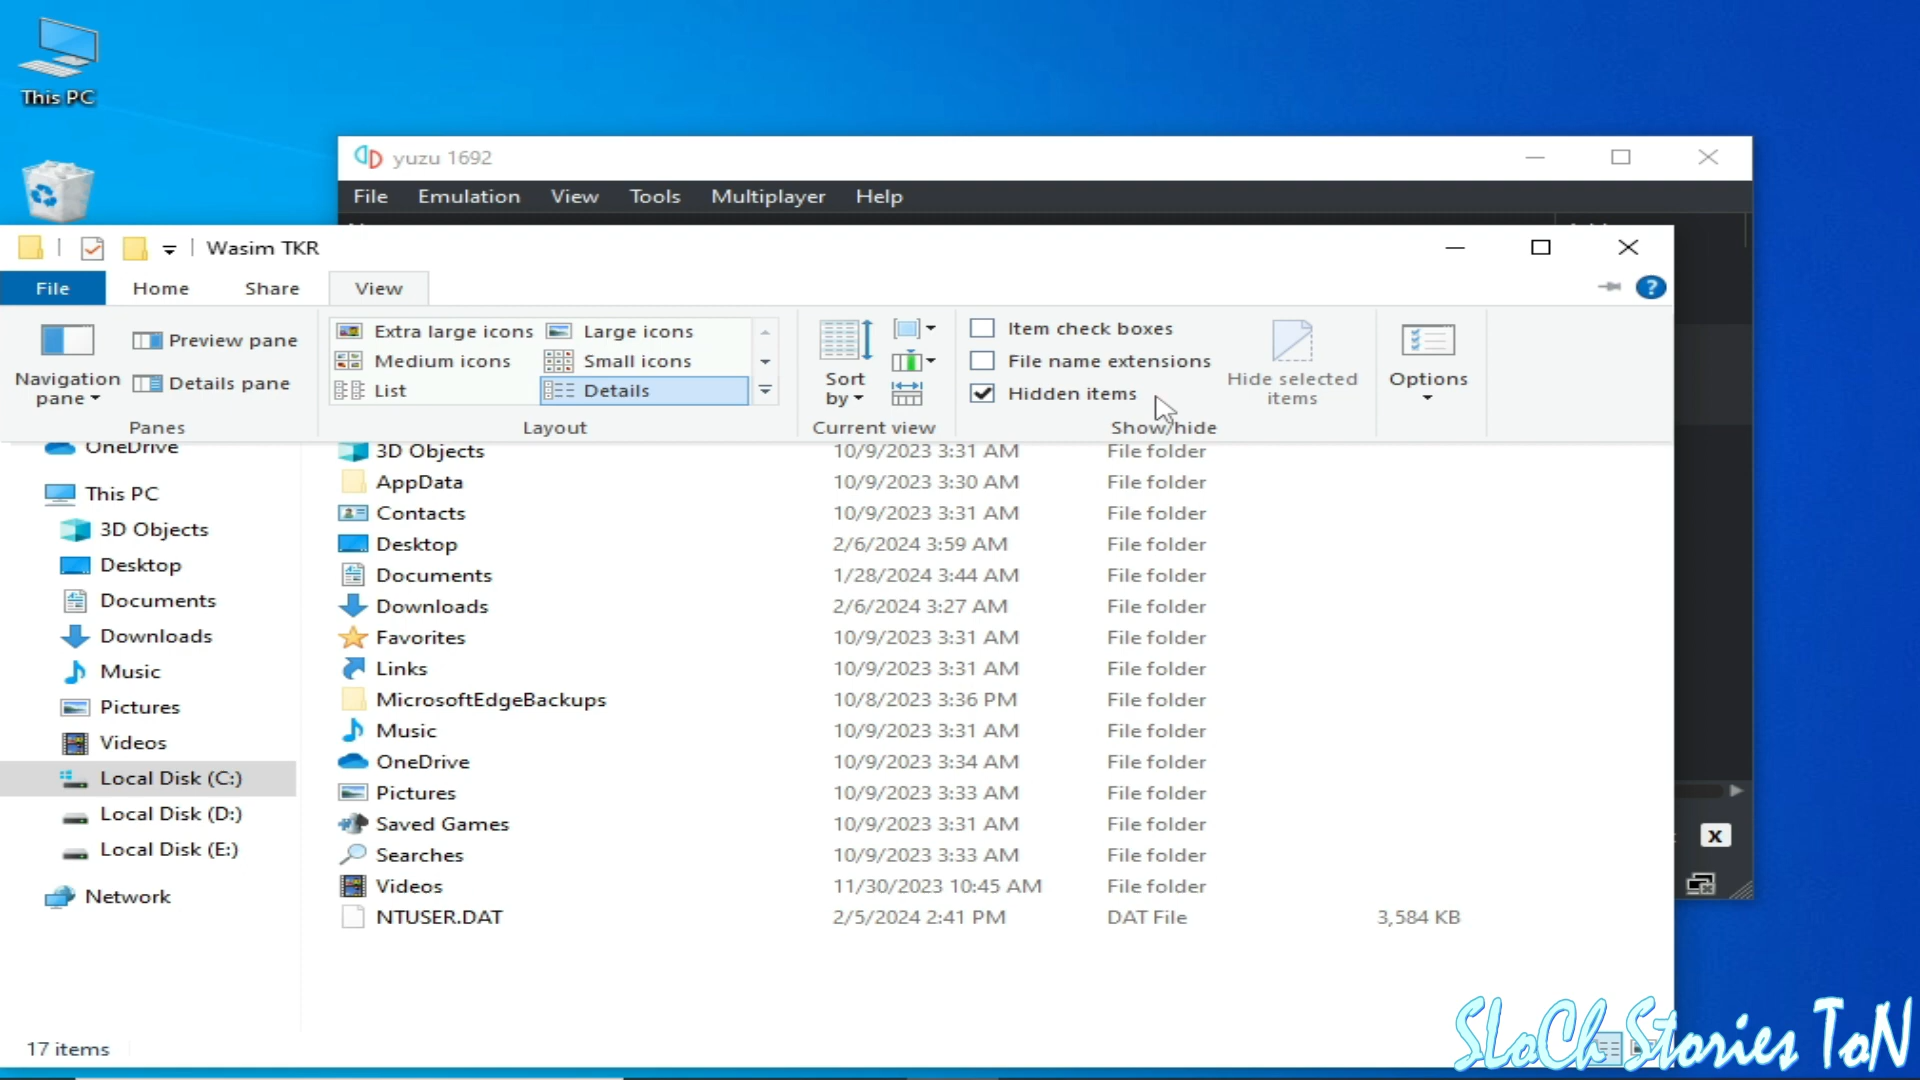 This PC
yuzu 1692
File Emulation View Tools Multiplayer Help
Wasim TKR
File Home Share View
?
Navigation pane
Preview pane
Details pane
Panes
Extra large icons Large icons
Medium icons Small icons
List Details
Layout
Sort by
Current view
Item check boxes
File name extensions
Hidden items
Show/hide
Hide selected items
Options
OneDrive
This PC
3D Objects
Desktop
Documents
Downloads
Music
Pictures
Videos
Local Disk (C:)
Local Disk (D:)
Local Disk (E:)
Network
3D Objects 10/9/2023 3:31 AM File folder
AppData 10/9/2023 3:30 AM File folder
Contacts 10/9/2023 3:31 AM File folder
Desktop 2/6/2024 3:59 AM File folder
Documents 1/28/2024 3:44 AM File folder
Downloads 2/6/2024 3:27 AM File folder
Favorites 10/9/2023 3:31 AM File folder
Links 10/9/2023 3:31 AM File folder
MicrosoftEdgeBackups 10/8/2023 3:36 PM File folder
Music 10/9/2023 3:31 AM File folder
OneDrive 10/9/2023 3:34 AM File folder
Pictures 10/9/2023 3:33 AM File folder
Saved Games 10/9/2023 3:31 AM File folder
Searches 10/9/2023 3:33 AM File folder
Videos 11/30/2023 10:45 AM File folder
NTUSER.DAT 2/5/2024 2:41 PM DAT File 3,584 KB
x
17 items
SLoCh Stories ToN